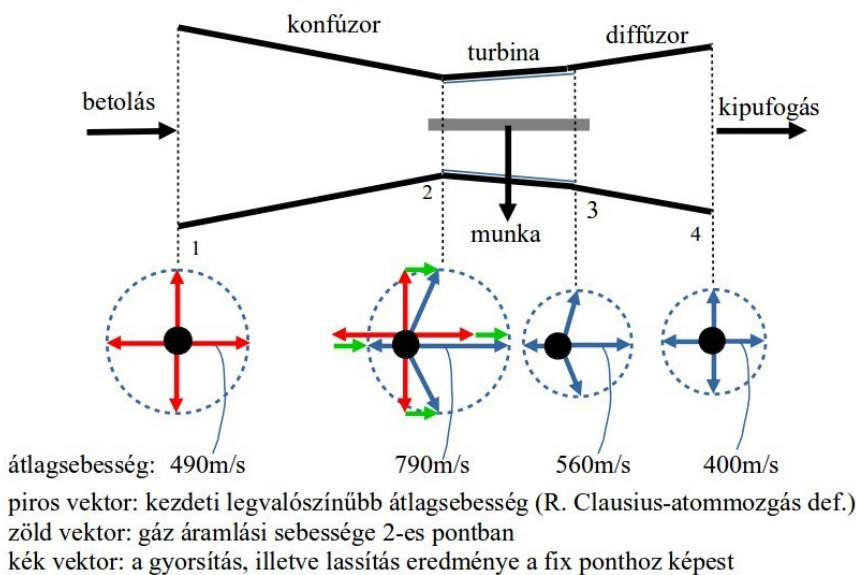 konfúzor
turbina
diffúzor
betolás
kipufogás
2
3
munka
1
4
átlagsebesség: 490m/s 790m/s 560m/s 400m/s
piros vektor: kezdeti legvalószínűbb átlagsebesség (R. Clausius-atommozgás def.)
zöld vektor: gáz áramlási sebessége 2-es pontban
kék vektor: a gyorsítás, illetve lassítás eredménye a fix ponthoz képest